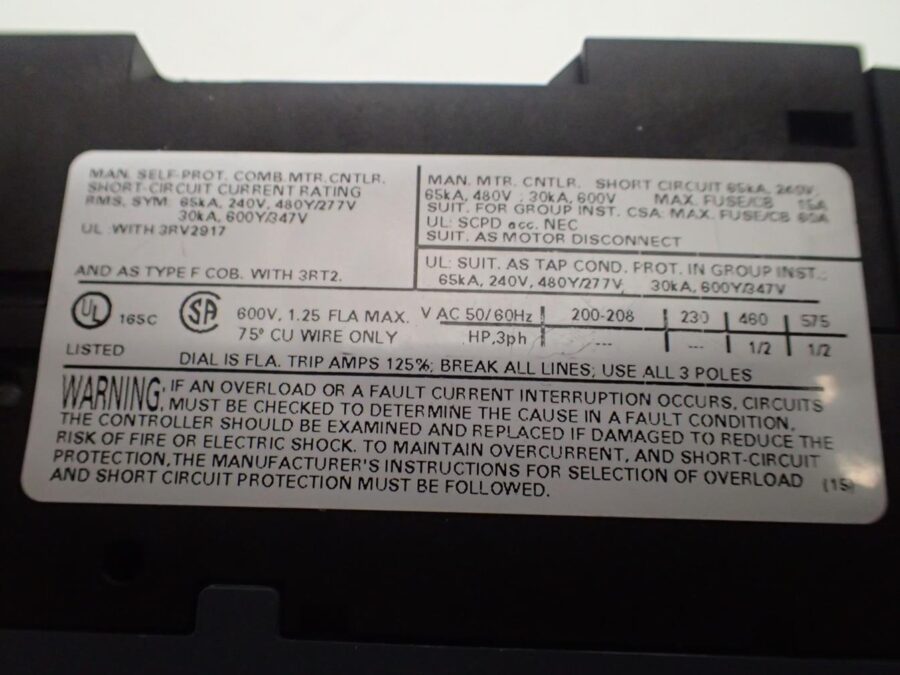 MAN. SELF-PROT. COMB MTR. CNTLR.
SHORT-CIRCUIT CURRENT RATING
RMS, SYM: 65kA, 240V, 480Y/277V
30kA, 600Y/347V
UL .WITH 3RV2917
AND AS TYPE F COB. WITH 3RT2.
MAN. MTR. CNTLR. SHORT CIRCUIT 65kA, 240V,
65kA, 480V , 30kA, 600V MAX. FUSE/CB 15A
SUIT. FOR GROUP INST. CSA: MAX. FUSE/CB 60A
UL: SCPD acc. NEC
SUIT. AS MOTOR DISCONNECT
UL: SUIT. AS TAP COND. PROT. IN GROUP INST.:
65kA, 240V, 480Y/277V, 30kA, 600Y/347V
UL 165C SA 600V, 1.25 FLA MAX. V AC 50/60Hz 200-208 230 460 575
75° CU WIRE ONLY HP,3ph --- --- 1/2 1/2
LISTED DIAL IS FLA. TRIP AMPS 125%; BREAK ALL LINES; USE ALL 3 POLES
WARNING: IF AN OVERLOAD OR A FAULT CURRENT INTERRUPTION OCCURS, CIRCUITS
MUST BE CHECKED TO DETERMINE THE CAUSE IN A FAULT CONDITION,
THE CONTROLLER SHOULD BE EXAMINED AND REPLACED IF DAMAGED TO REDUCE THE
RISK OF FIRE OR ELECTRIC SHOCK. TO MAINTAIN OVERCURRENT, AND SHORT-CIRCUIT
PROTECTION, THE MANUFACTURER'S INSTRUCTIONS FOR SELECTION OF OVERLOAD
AND SHORT CIRCUIT PROTECTION MUST BE FOLLOWED. (15)